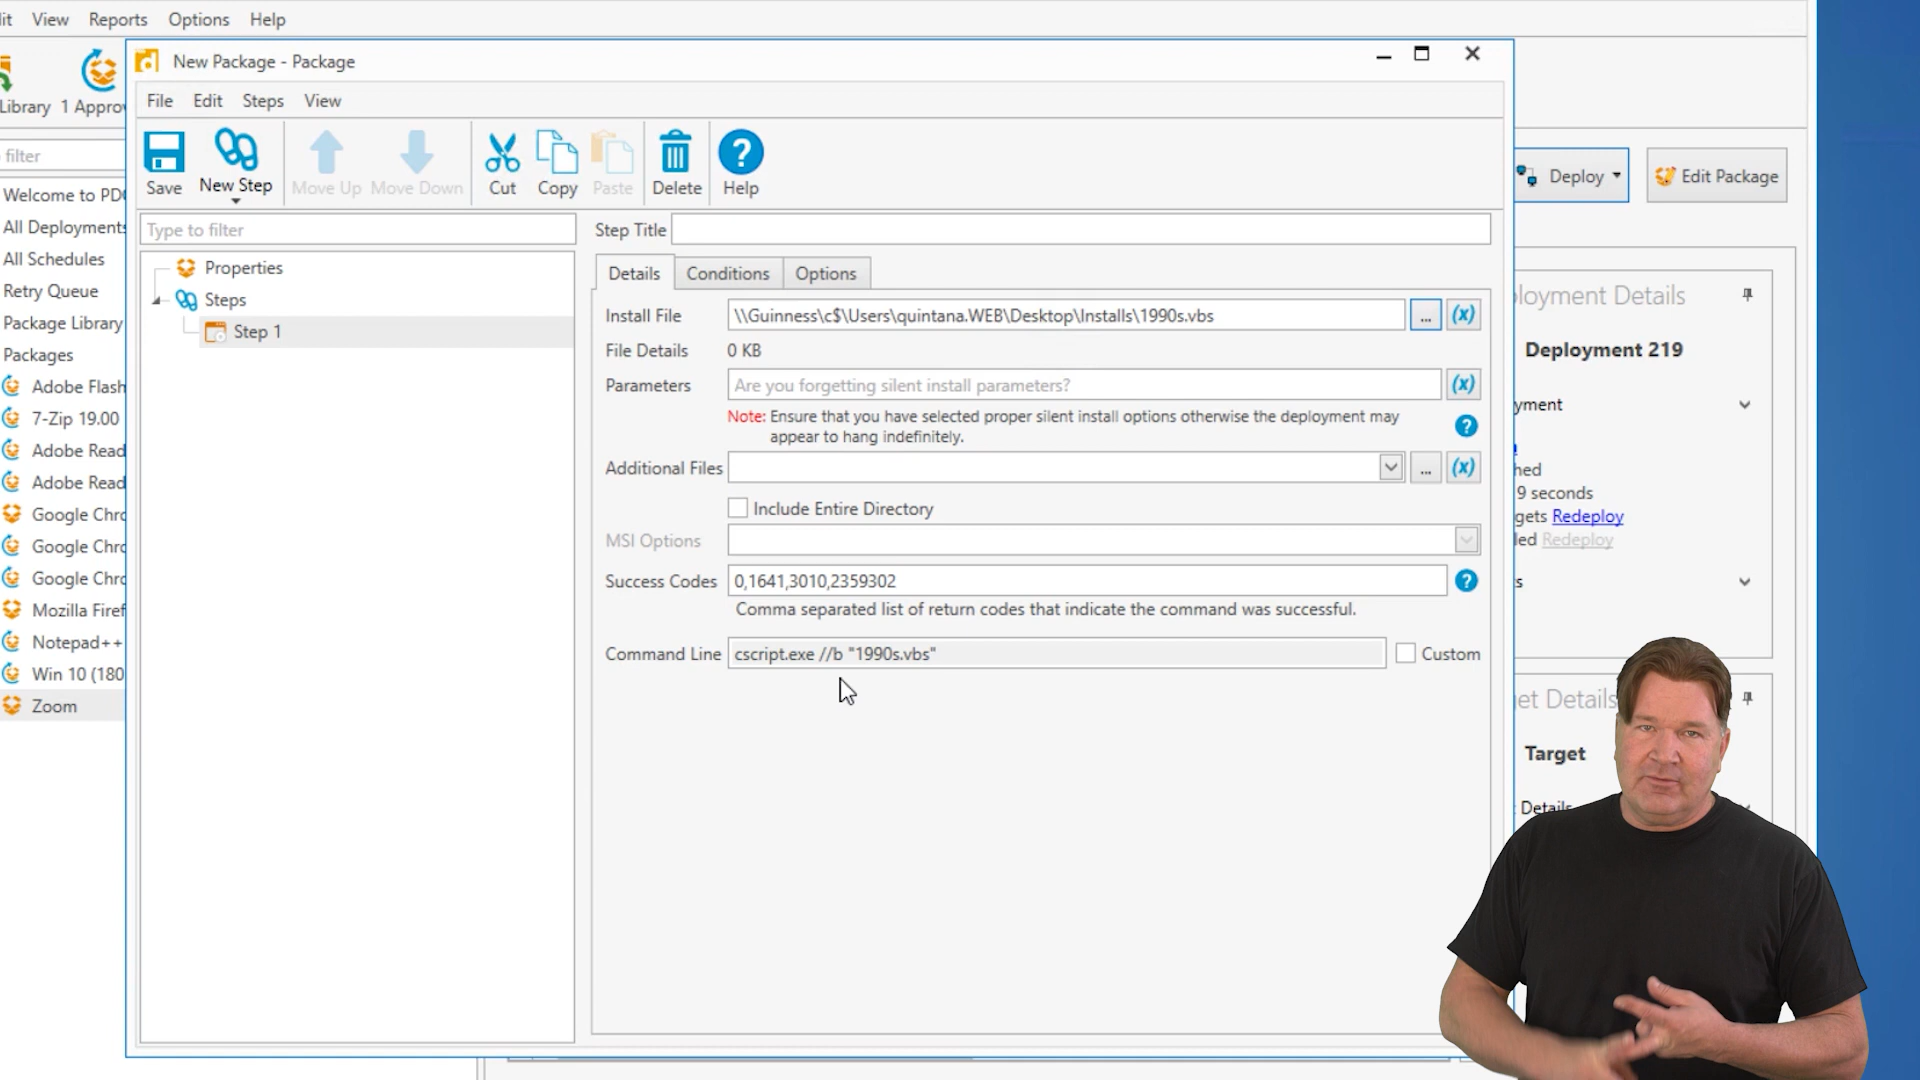 it View Reports Options Help
Library 1 Approv
filter
Welcome to PD
All Deployments
All Schedules
Retry Queue
Package Library
Packages
Adobe Flash
7-Zip 19.00
Adobe Read
Adobe Read
Google Chro
Google Chro
Google Chro
Mozilla Firef
Notepad++
Win 10 (180
Zoom
New Package - Package
File Edit Steps View
Save New Step Move Up Move Down Cut Copy Paste Delete Help
Type to filter
Properties
Steps
Step 1
Step Title
Details Conditions Options
Install File \\Guinness\c$\Users\quintana.WEB\Desktop\Installs\1990s.vbs ... (x)
File Details 0 KB
Parameters Are you forgetting silent install parameters? (x)
Note: Ensure that you have selected proper silent install options otherwise the deployment may
appear to hang indefinitely. ?
Additional Files ... (x)
Include Entire Directory
MSI Options
Success Codes 0,1641,3010,2359302 ?
Comma separated list of return codes that indicate the command was successful.
Command Line cscript.exe //b "1990s.vbs" Custom
Deploy Edit Package
loyment Details
Deployment 219
yment
hed
9 seconds
gets Redeploy
led Redeploy
s
et Details
Target
Details